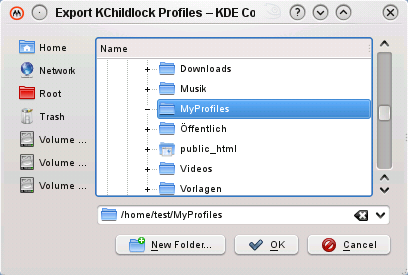 Export KChildlock Profiles – KDE Co
Home
Network
Root
Trash
Volume ...
Volume ...
Volume ...
Name
Downloads
Musik
MyProfiles
Öffentlich
public_html
Videos
Vorlagen
/home/test/MyProfiles
New Folder...
OK
Cancel